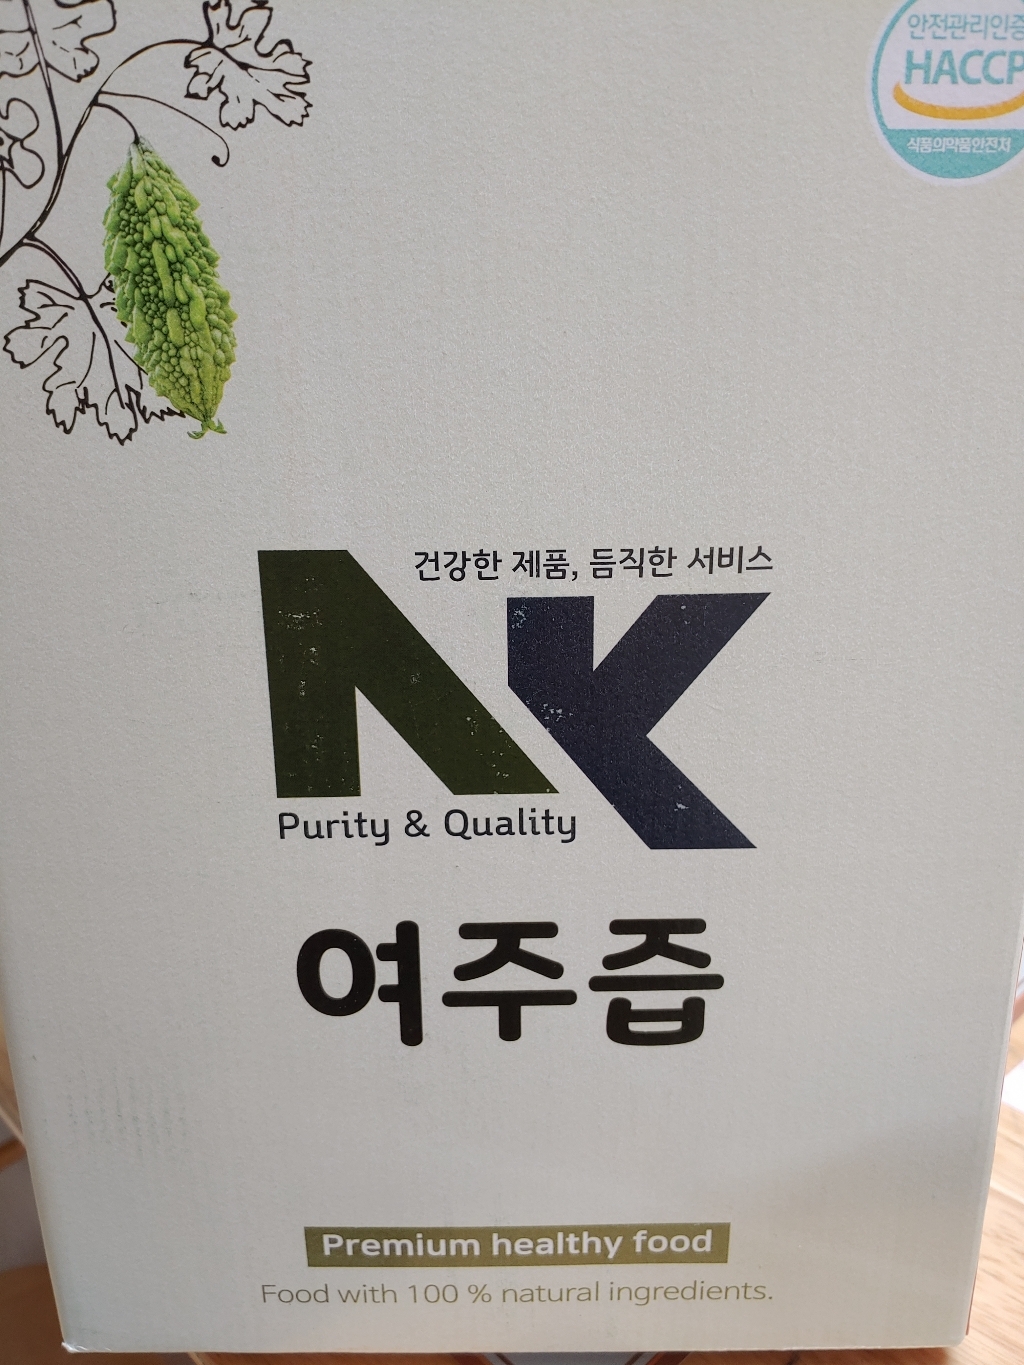 안전관리인증
HACCP
식품의약품안전처
건강한 제품, 듬직한 서비스
NK
Purity & Quality
여주즙
Premium healthy food
Food with 100 % natural ingredients.